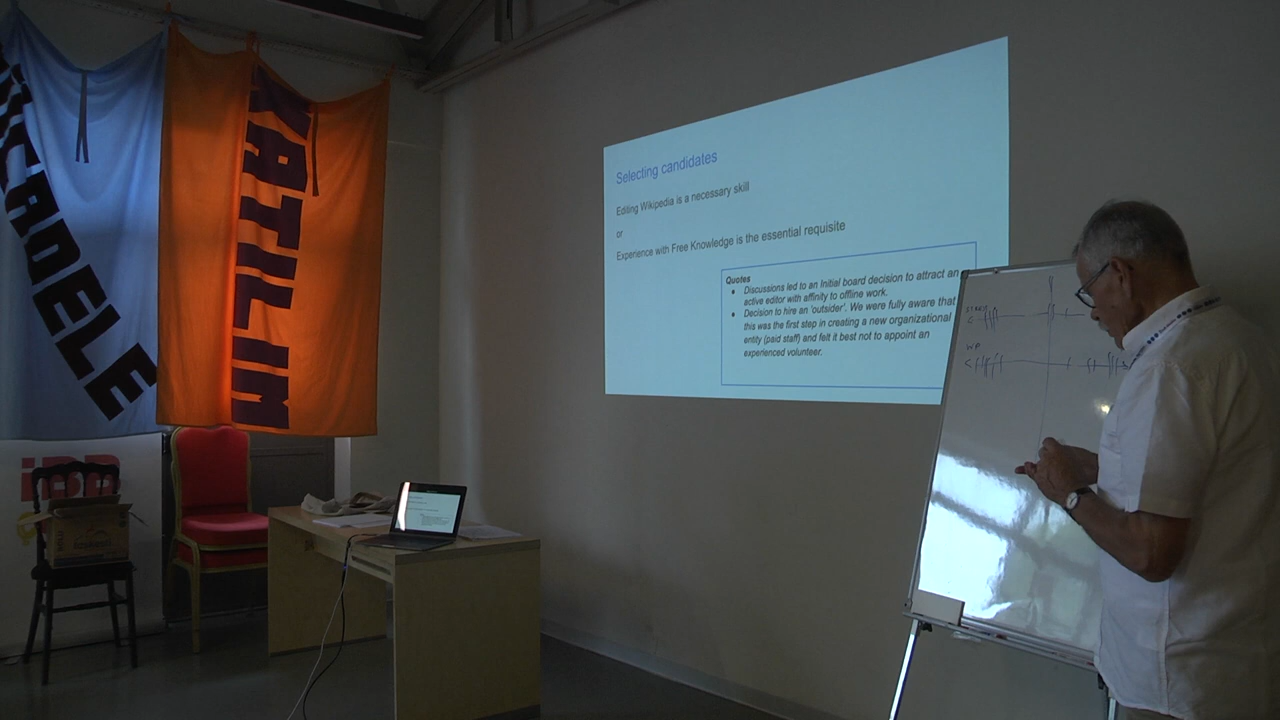 KATILIM
Selecting candidates
Editing Wikipedia is a necessary skill
or
Experience with Free Knowledge is the essential requisite
Quotes
● Discussions led to an Initial board decision to attract an
active editor with affinity to offline work.
● Decision to hire an 'outsider'. We were fully aware that
this was the first step in creating a new organizational
entity (paid staff) and felt it best not to appoint an
experienced volunteer.
WP